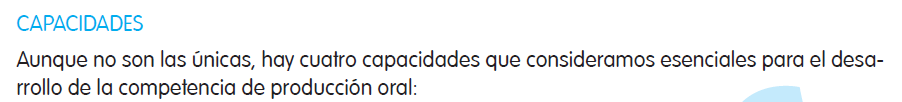 CAPACIDADES
Aunque no son las únicas, hay cuatro capacidades que consideramos esenciales para el desa-
rrollo de la competencia de producción oral: